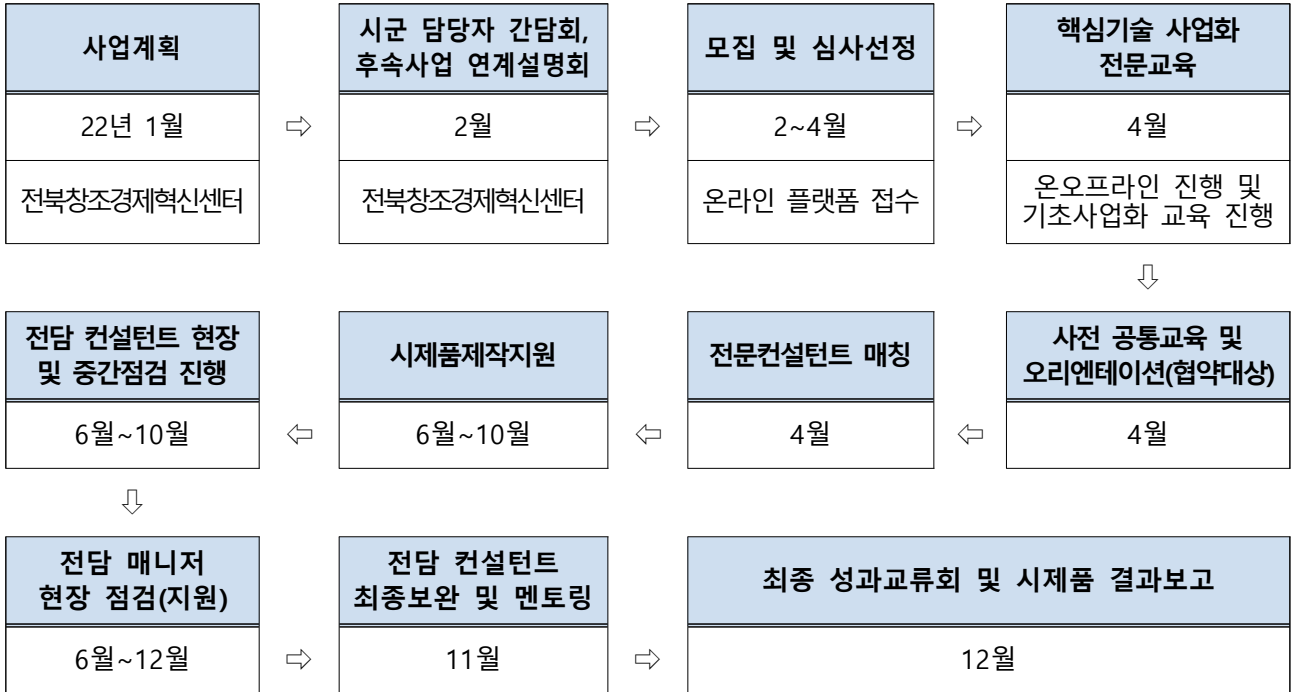 사업계획
22년 1월
전북창조경제혁신센터
⇨
시군 담당자 간담회,
후속사업 연계설명회
2월
전북창조경제혁신센터
⇨
모집 및 심사선정
2~4월
온라인 플랫폼 접수
⇨
핵심기술 사업화
전문교육
4월
온오프라인 진행 및
기초사업화 교육 진행
⇩
사전 공통교육 및
오리엔테이션(협약대상)
4월
⇦
전문컨설턴트 매칭
4월
⇦
시제품제작지원
6월~10월
⇦
전담 컨설턴트 현장
및 중간점검 진행
6월~10월
⇩
전담 매니저
현장 점검(지원)
6월~12월
⇨
전담 컨설턴트
최종보완 및 멘토링
11월
⇨
최종 성과교류회 및 시제품 결과보고
12월